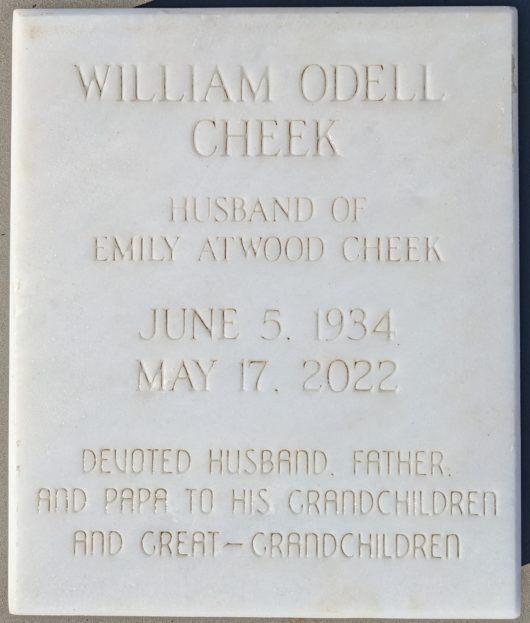 WILLIAM ODELL
CHEEK
HUSBAND OF
EMILY ATWOOD CHEEK
JUNE 5, 1934
MAY 17, 2022
DEVOTED HUSBAND, FATHER,
AND PAPA TO HIS GRANDCHILDREN
AND GREAT-GRANDCHILDREN